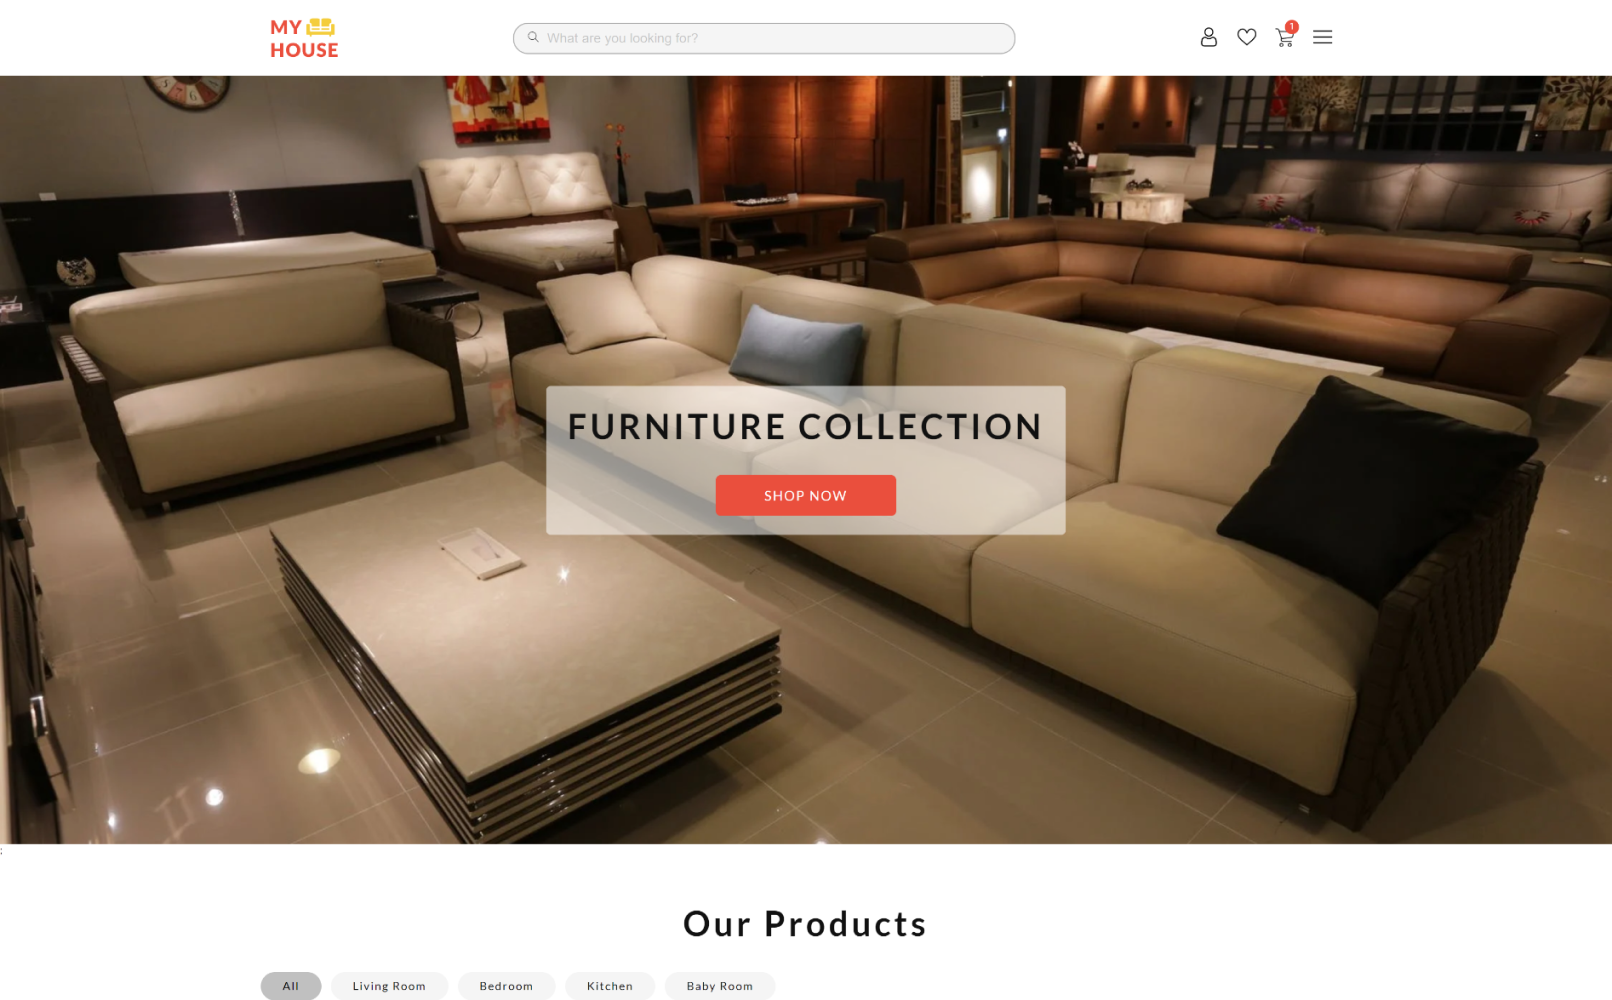 MY
HOUSE
What are you looking for?
1
FURNITURE COLLECTION
SHOP NOW
;
Our Products
All
Living Room
Bedroom
Kitchen
Baby Room